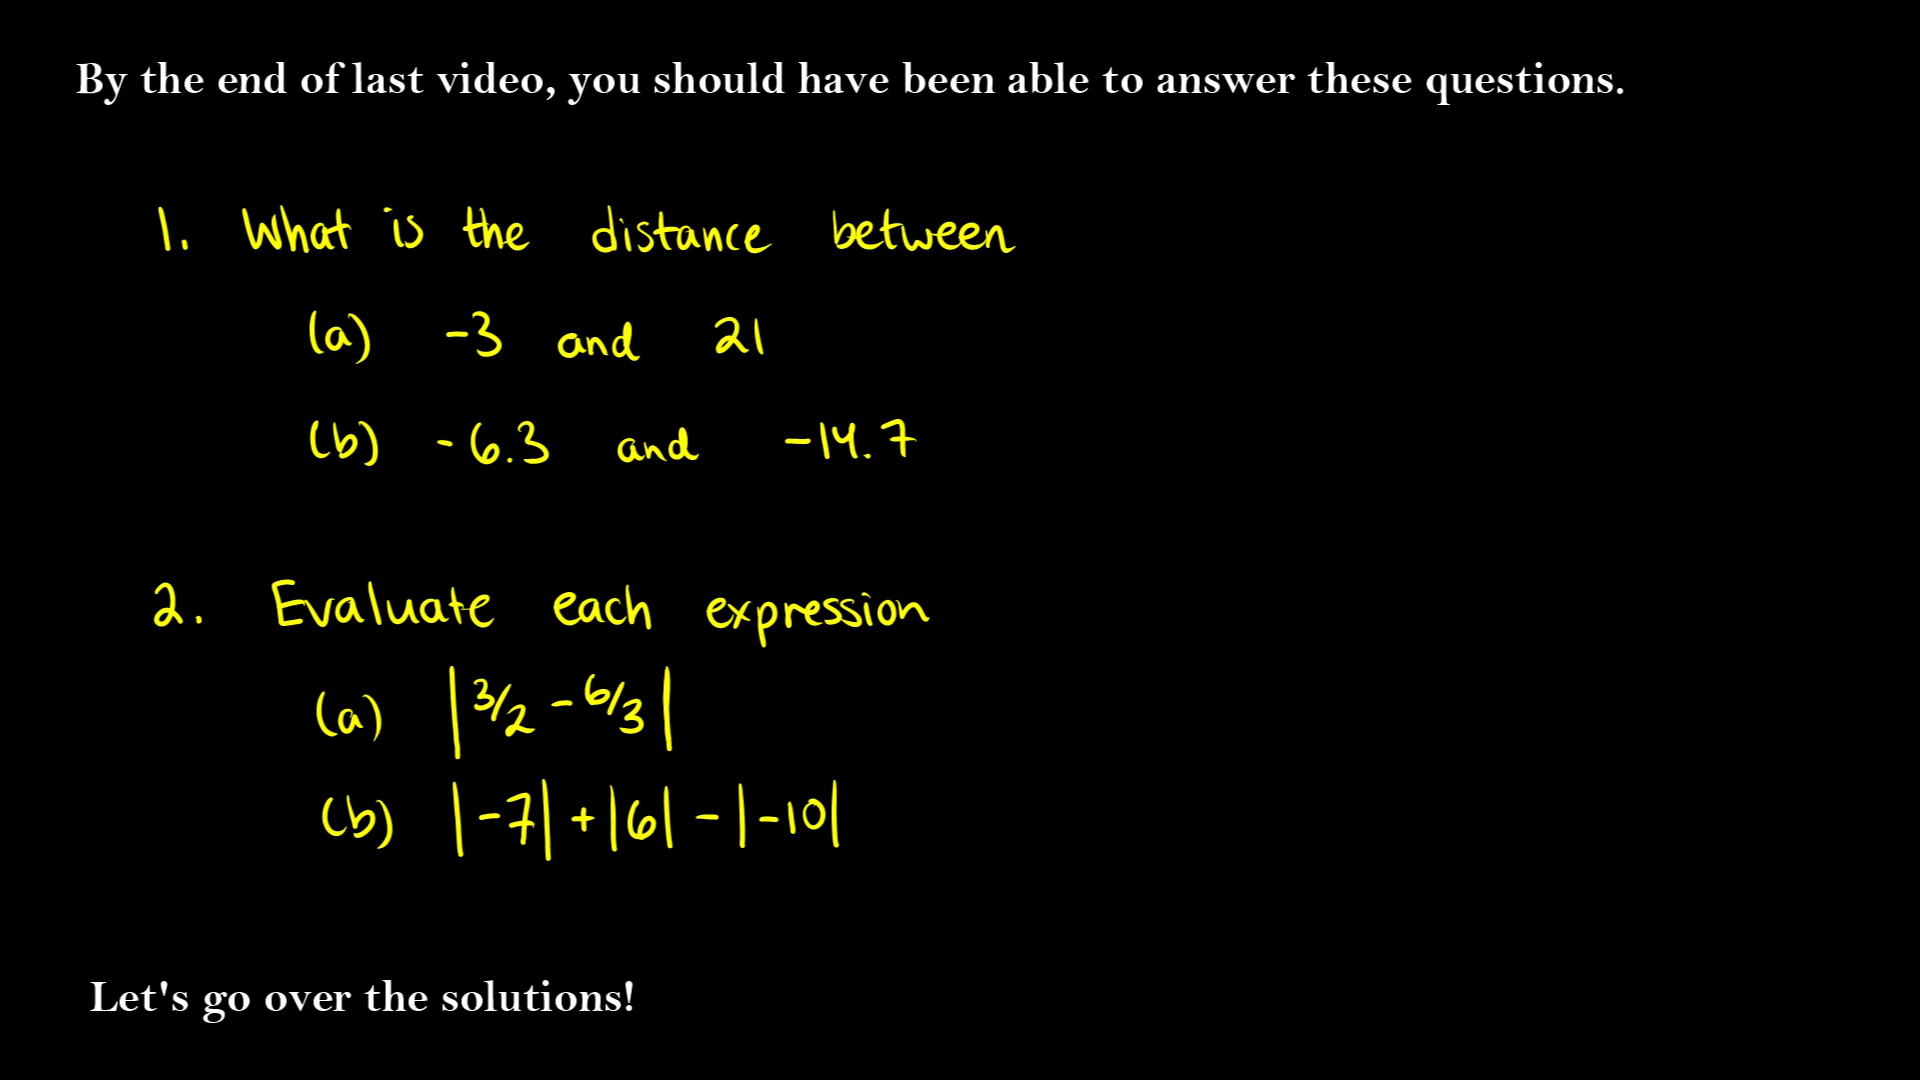 By the end of last video, you should have been able to answer these questions.
1. What is the distance between
(a) -3 and 21
(b) -6.3 and -14.7
2. Evaluate each expression
(a) |3/2 - 6/3|
(b) |-7| + |6| - |-10|
Let's go over the solutions!